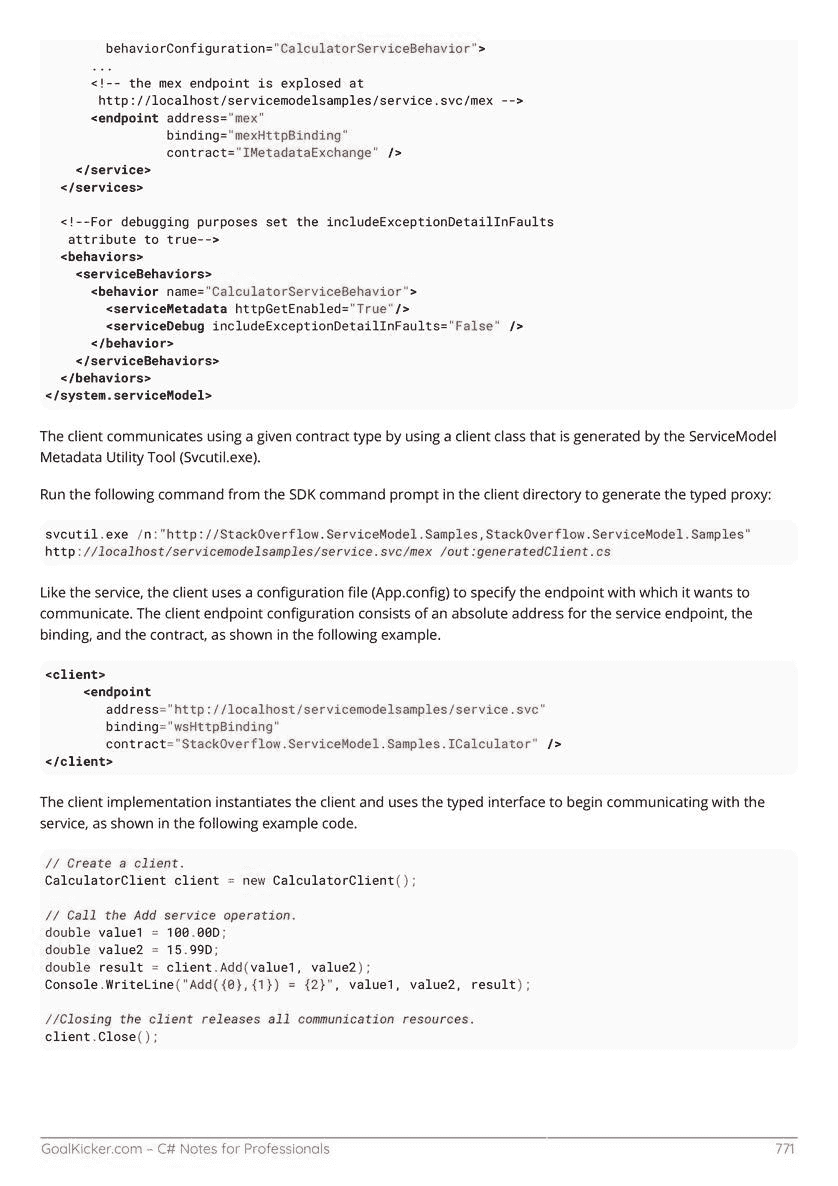 behaviorConfiguration="CalculatorServiceBehavior">
...
<!-- the mex endpoint is explosed at
http://localhost/servicemodelsamples/service.svc/mex -->
<endpoint address="mex"
binding="mexHttpBinding"
contract="IMetadataExchange" />
</service>
</services>
<!--For debugging purposes set the includeExceptionDetailInFaults
attribute to true-->
<behaviors>
<serviceBehaviors>
<behavior name="CalculatorServiceBehavior">
<serviceMetadata httpGetEnabled="True"/>
<serviceDebug includeExceptionDetailInFaults="False" />
</behavior>
</serviceBehaviors>
</behaviors>
</system.serviceModel>
The client communicates using a given contract type by using a client class that is generated by the ServiceModel
Metadata Utility Tool (Svcutil.exe).
Run the following command from the SDK command prompt in the client directory to generate the typed proxy:
svcutil.exe /n:"http://StackOverflow.ServiceModel.Samples,StackOverflow.ServiceModel.Samples"
http://localhost/servicemodelsamples/service.svc/mex /out:generatedClient.cs
Like the service, the client uses a configuration file (App.config) to specify the endpoint with which it wants to
communicate. The client endpoint configuration consists of an absolute address for the service endpoint, the
binding, and the contract, as shown in the following example.
<client>
<endpoint
address="http://localhost/servicemodelsamples/service.svc"
binding="wsHttpBinding"
contract="StackOverflow.ServiceModel.Samples.ICalculator" />
</client>
The client implementation instantiates the client and uses the typed interface to begin communicating with the
service, as shown in the following example code.
// Create a client.
CalculatorClient client = new CalculatorClient();
// Call the Add service operation.
double value1 = 100.00D;
double value2 = 15.99D;
double result = client.Add(value1, value2);
Console.WriteLine("Add({0},{1}) = {2}", value1, value2, result);
//Closing the client releases all communication resources.
client.Close();
GoalKicker.com – C# Notes for Professionals
771